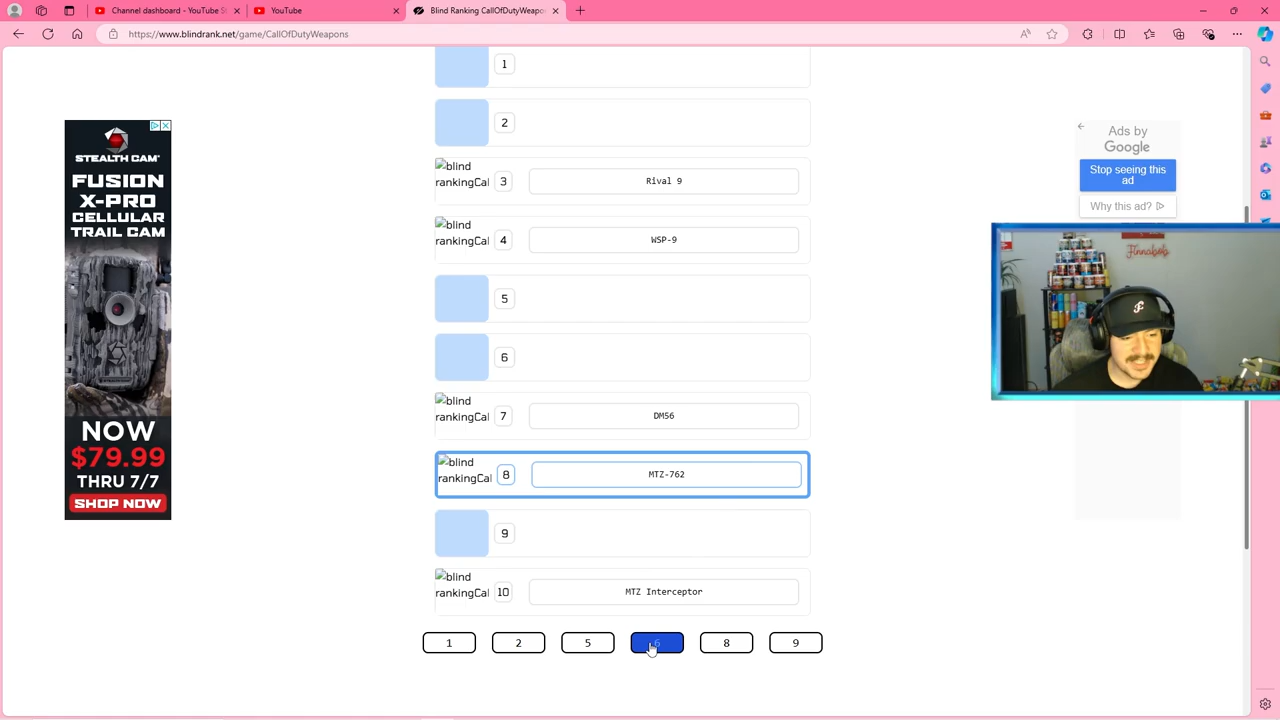 Channel dashboard - YouTube S
YouTube
Blind Ranking CallOfDutyWeapon
https://www.blindrank.net/game/CallOfDutyWeapons
1
2
blind
rankingCal
3
Rival 9
blind
rankingCal
4
WSP-9
5
6
blind
rankingCal
7
DM56
blind
rankingCal
8
MTZ-762
9
blind
rankingCal
10
MTZ Interceptor
1
2
5
6
8
9
STEALTH CAM
FUSION
X-PRO
CELLULAR
TRAIL CAM
NOW
$79.99
THRU 7/7
SHOP NOW
Ads by
Google
Stop seeing this
ad
Why this ad?
Finnabob